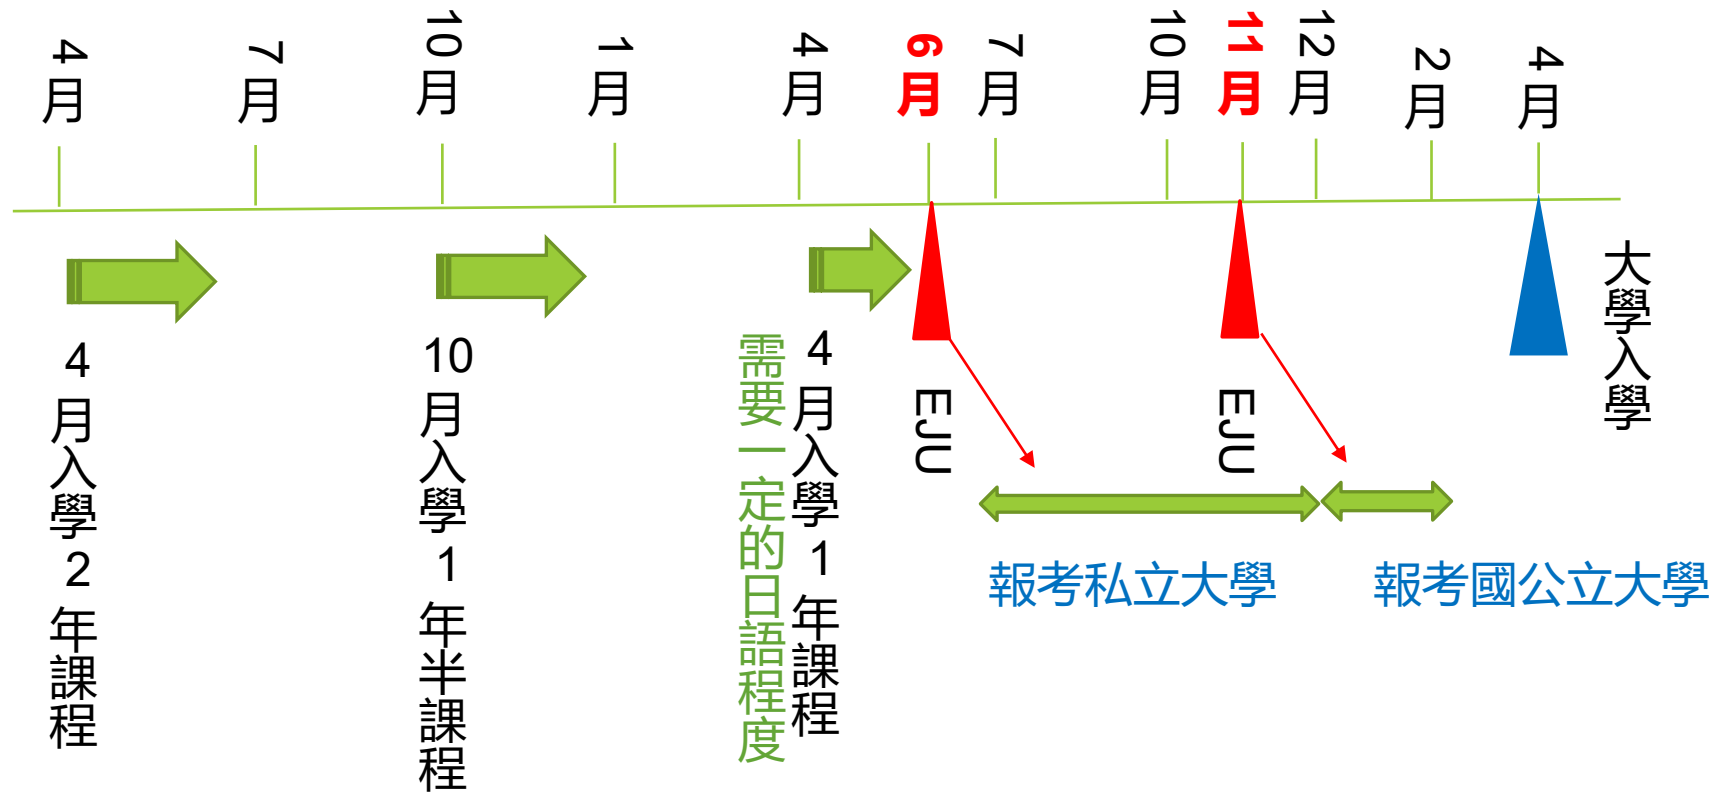 4月
7月
10月
1月
4月
6月
7月
10月
11月
12月
2月
4月
4月入學2年課程
10月入學1年半課程
需要一定的日語程度
4月入學1年課程
EJU
EJU
大學入學
報考私立大學
報考國公立大學